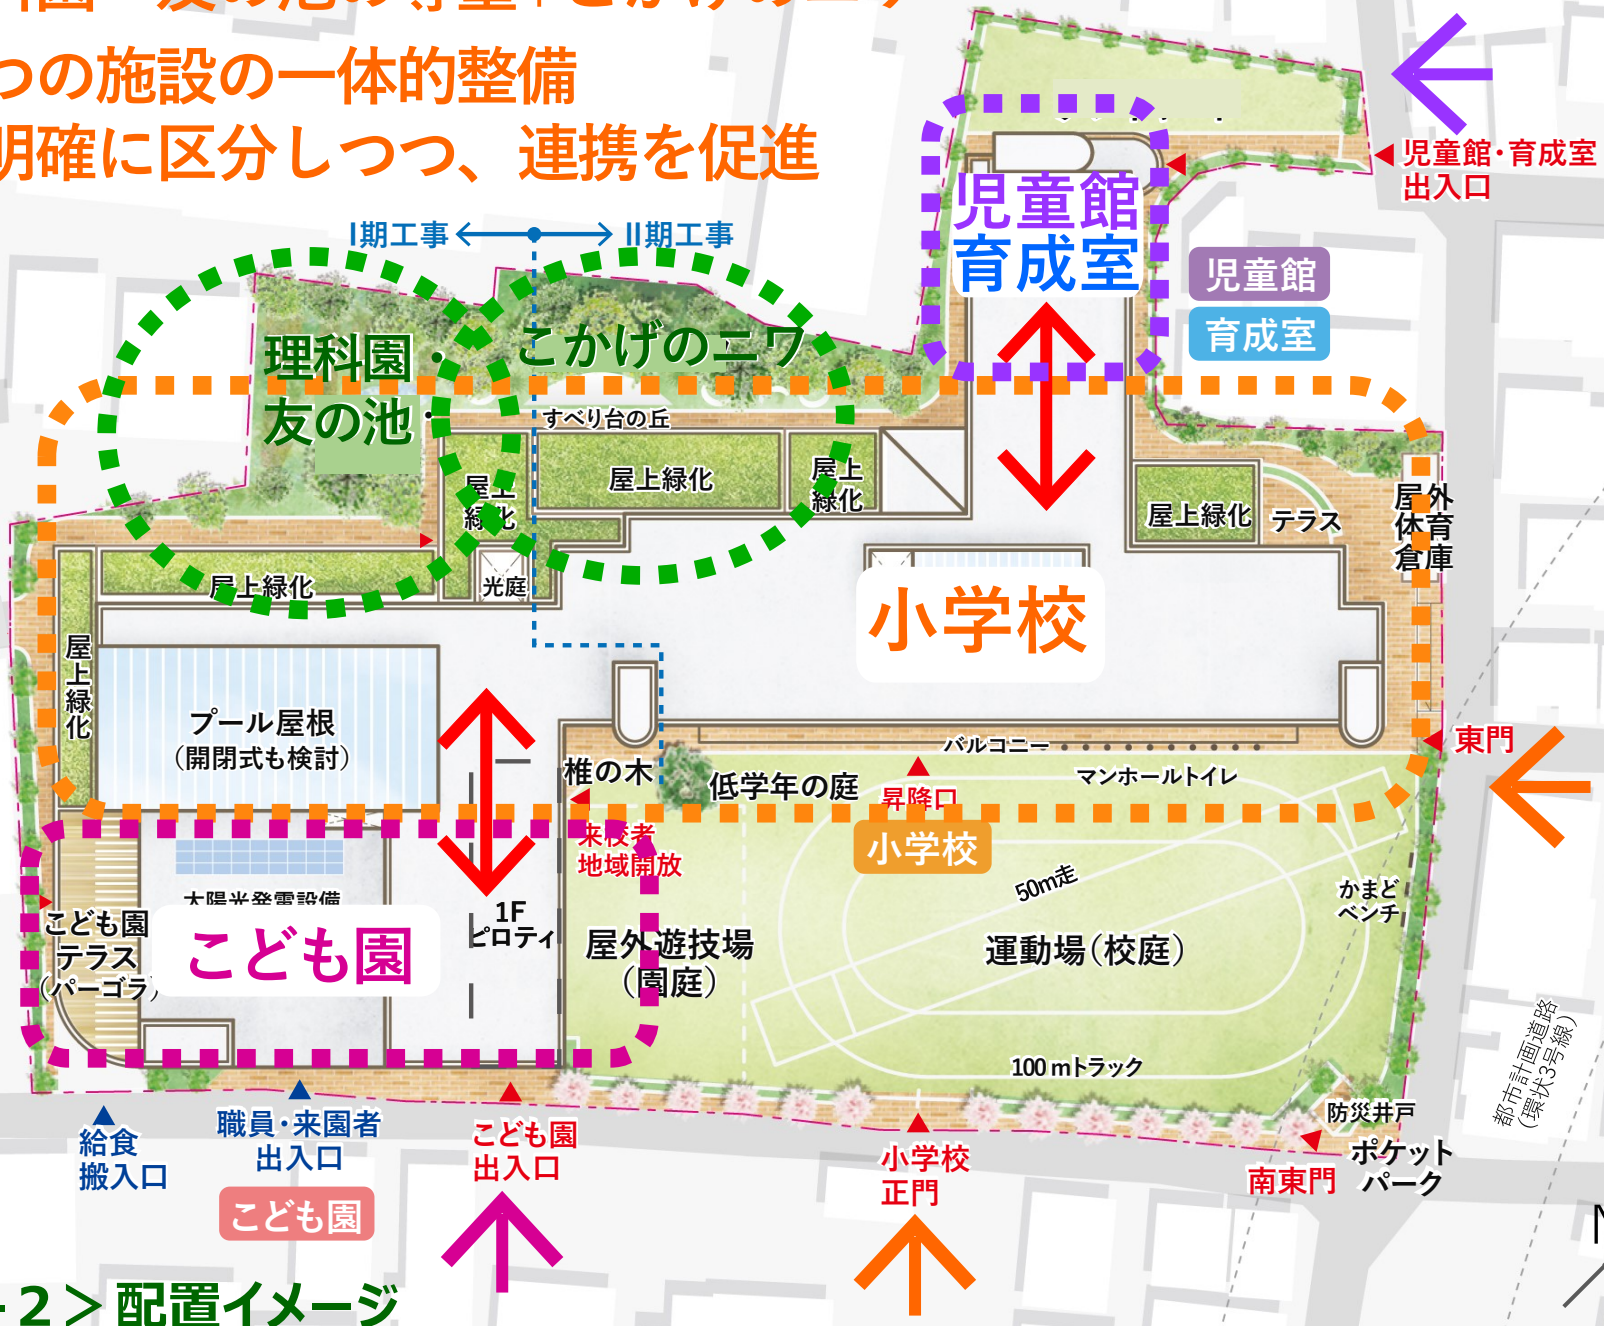 つの施設の一体的整備
明確に区分しつつ、連携を促進
児童館・育成室
出入口
児童館
育成室
児童館
育成室
Ⅰ期工事
Ⅱ期工事
理科園・
友の池・
こかげのニワ
すべり台の丘
屋上
緑化
屋上緑化
屋上
緑化
屋上緑化
テラス
屋外
体育
倉庫
屋上緑化
光庭
小学校
屋上緑化
プール屋根
（開閉式も検討）
椎の木
低学年の庭
バルコニー
マンホールトイレ
昇降口
東門
小学校
来校者
地域開放
太陽光発電設備
こども園
テラス
（パーゴラ）
こども園
1F
ピロティ
屋外遊技場
（園庭）
50m走
運動場（校庭）
かまど
ベンチ
100mトラック
都市計画道路
（環状3号線）
防災井戸
ポケット
パーク
南東門
小学校
正門
こども園
出入口
職員・来園者
出入口
こども園
給食
搬入口
2＞配置イメージ